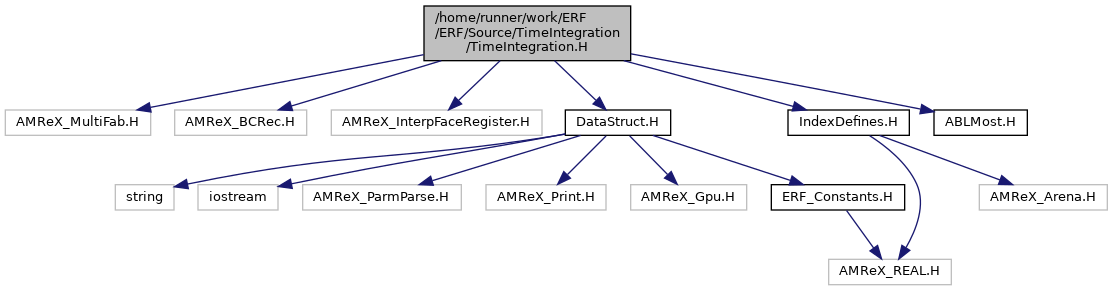 /home/runner/work/ERF
/ERF/Source/TimeIntegration
/TimeIntegration.H
AMReX_MultiFab.H
AMReX_BCRec.H
AMReX_InterpFaceRegister.H
DataStruct.H
IndexDefines.H
ABLMost.H
string
iostream
AMReX_ParmParse.H
AMReX_Print.H
AMReX_Gpu.H
ERF_Constants.H
AMReX_Arena.H
AMReX_REAL.H